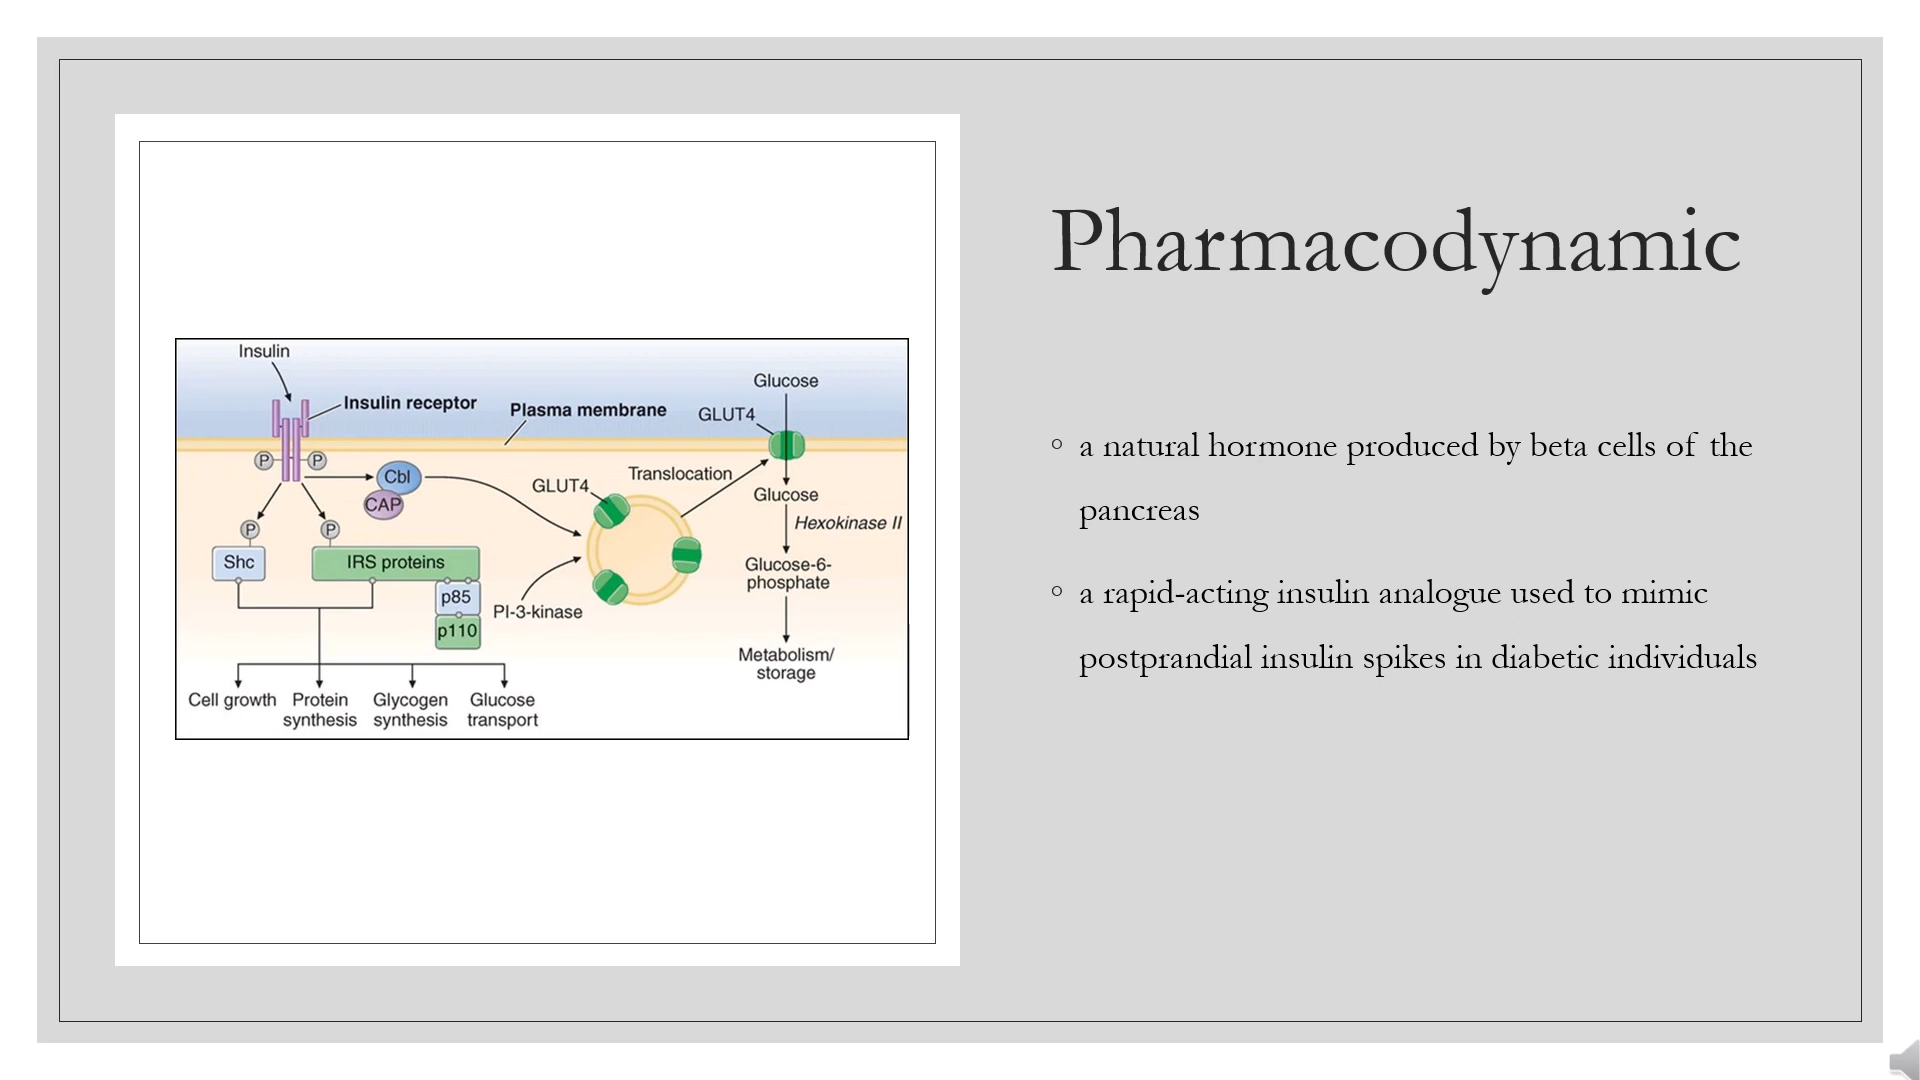 Pharmacodynamic
◦ a natural hormone produced by beta cells of the
pancreas
◦ a rapid-acting insulin analogue used to mimic
postprandial insulin spikes in diabetic individuals
Insulin
Insulin receptor
Plasma membrane
GLUT4
Glucose
P
P
Cbl
CAP
GLUT4
Translocation
Glucose
Hexokinase II
P
P
Shc
IRS proteins
p85
p110
PI-3-kinase
Glucose-6-
phosphate
Metabolism/
storage
Cell growth
Protein
synthesis
Glycogen
synthesis
Glucose
transport